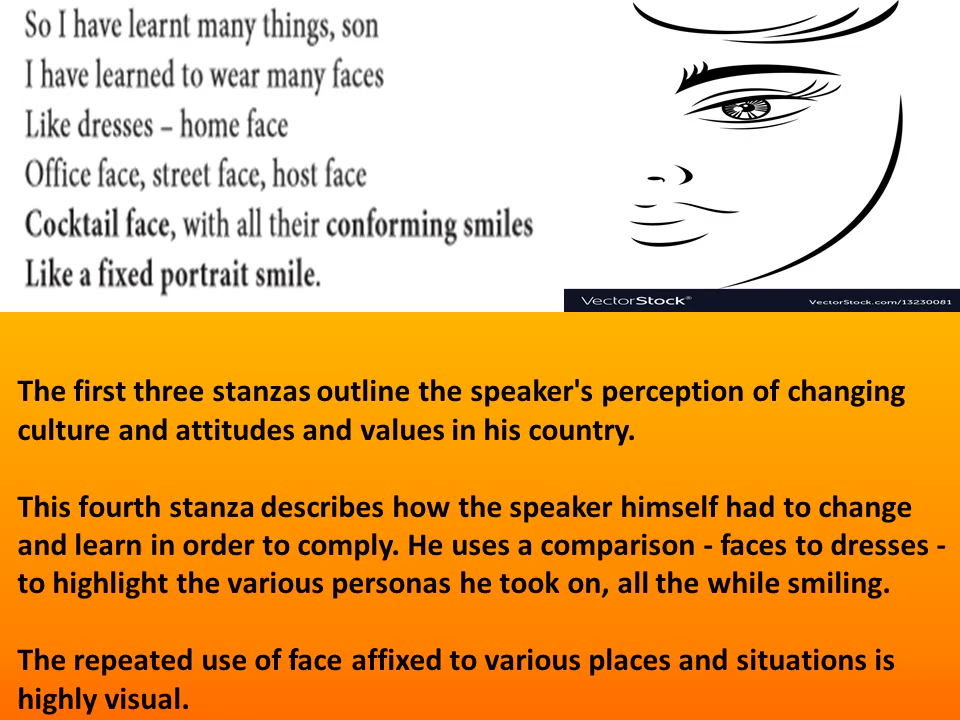 So I have learnt many things, son
I have learned to wear many faces
Like dresses – home face
Office face, street face, host face
Cocktail face, with all their conforming smiles
Like a fixed portrait smile.
VectorStock®
VectorStock.com/13230081
The first three stanzas outline the speaker's perception of changing
culture and attitudes and values in his country.
This fourth stanza describes how the speaker himself had to change
and learn in order to comply. He uses a comparison - faces to dresses -
to highlight the various personas he took on, all the while smiling.
The repeated use of face affixed to various places and situations is
highly visual.